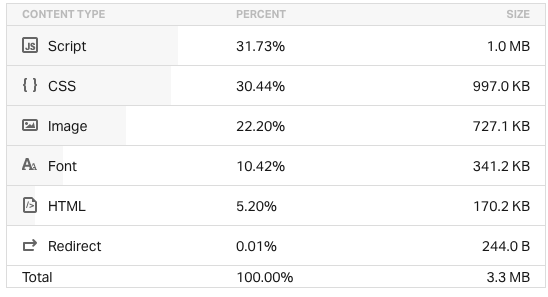 CONTENT TYPE PERCENT SIZE
JS Script 31.73% 1.0 MB
{ } CSS 30.44% 997.0 KB
Image 22.20% 727.1 KB
AA Font 10.42% 341.2 KB
</> HTML 5.20% 170.2 KB
Redirect 0.01% 244.0 B
Total 100.00% 3.3 MB